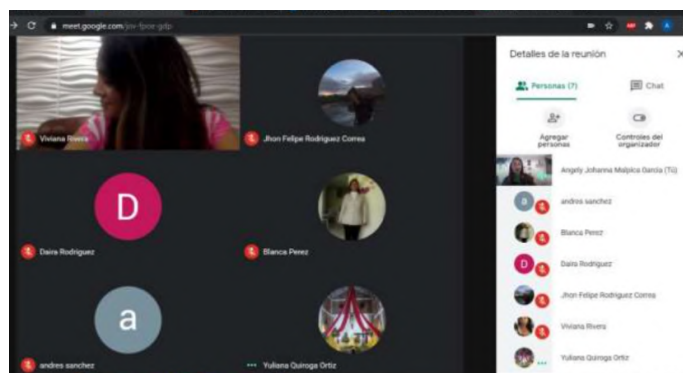 meet.google.com/jov-fpoe-gdp
Viviana Rivera
Jhon Felipe Rodriguez Correa
D
Daira Rodriguez
Blanca Perez
a
andres sanchez
Yuliana Quiroga Ortiz
Detalles de la reunión
Personas (7)
Chat
Agregar
personas
Controles del
organizador
Angely Johanna Malpica Garcia (Tú)
a
andres sanchez
Blanca Perez
D
Daira Rodriguez
Jhon Felipe Rodriguez Correa
Viviana Rivera
Yuliana Quiroga Ortiz